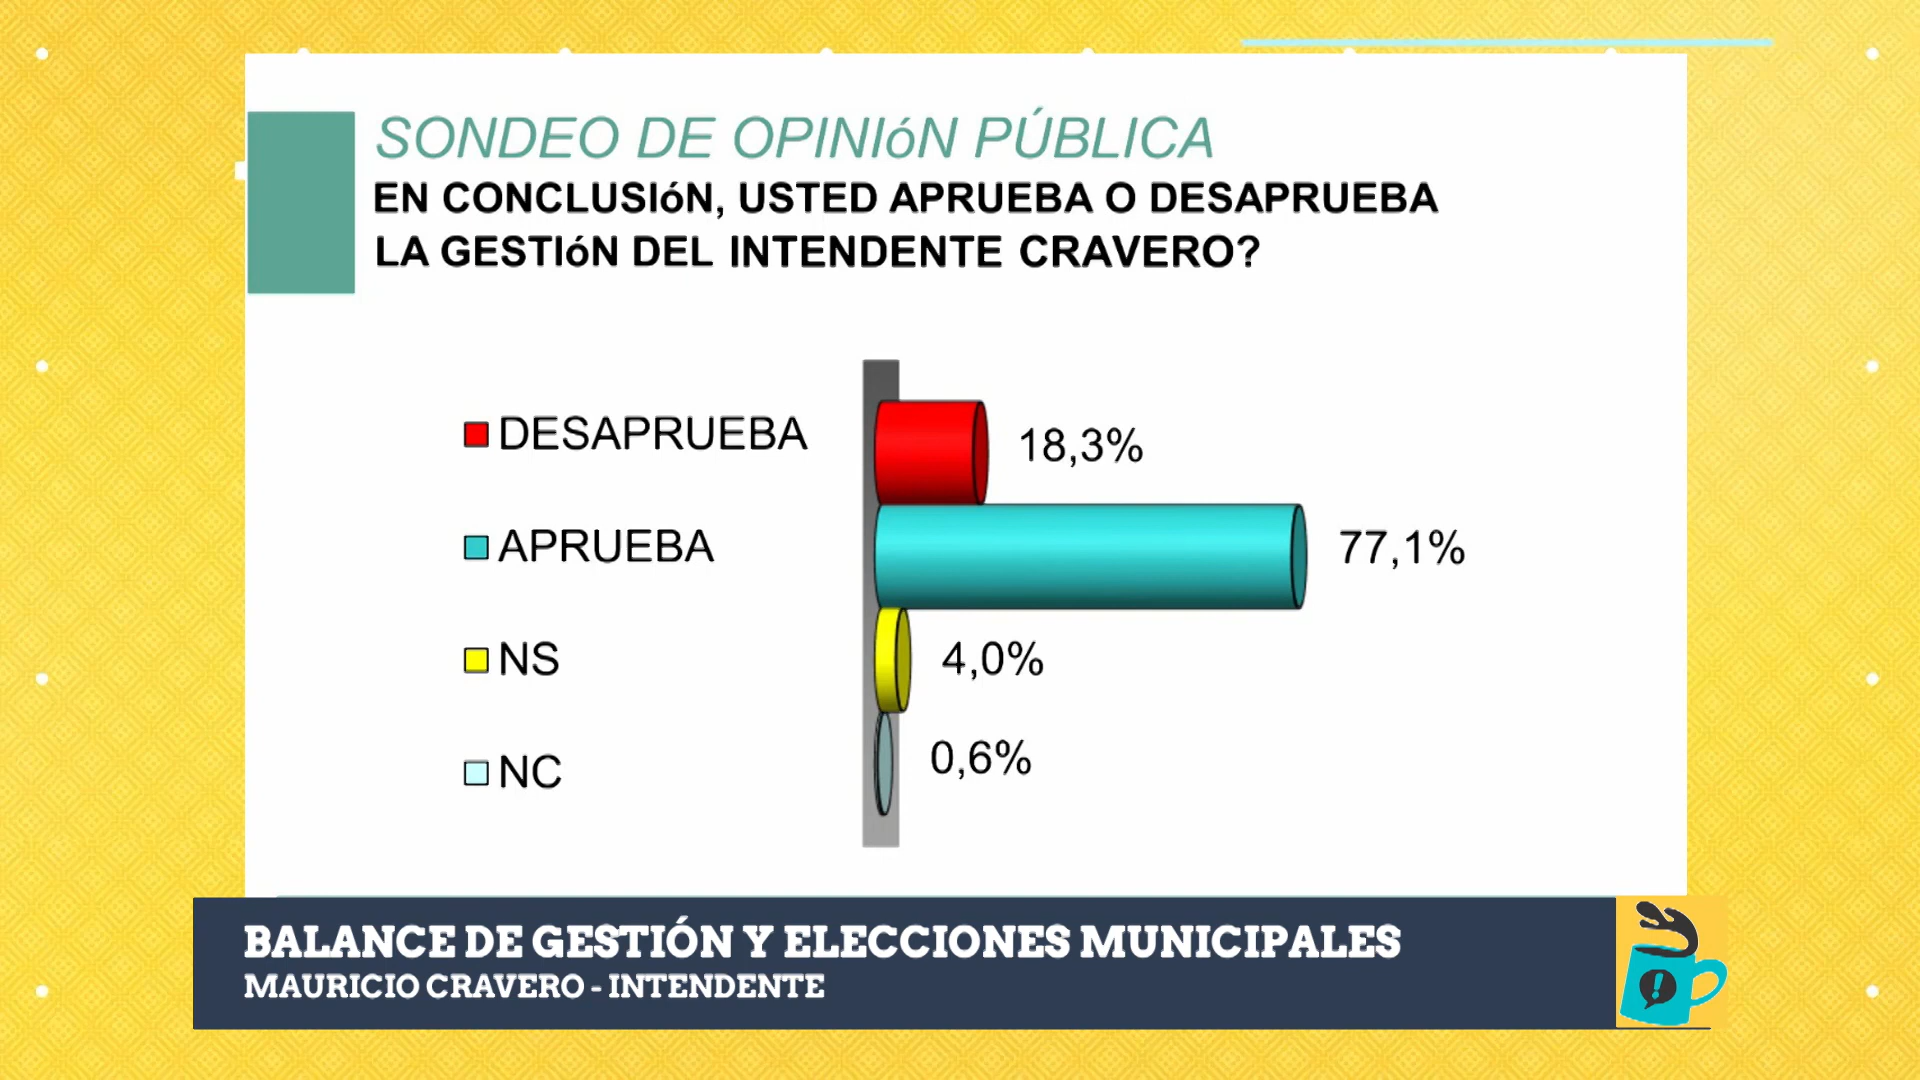 SONDEO DE OPINIóN PÚBLICA
EN CONCLUSIóN, USTED APRUEBA O DESAPRUEBA
LA GESTIóN DEL INTENDENTE CRAVERO?
DESAPRUEBA
18,3%
APRUEBA
77,1%
NS
4,0%
NC
0,6%
BALANCE DE GESTIÓN Y ELECCIONES MUNICIPALES
MAURICIO CRAVERO - INTENDENTE
!